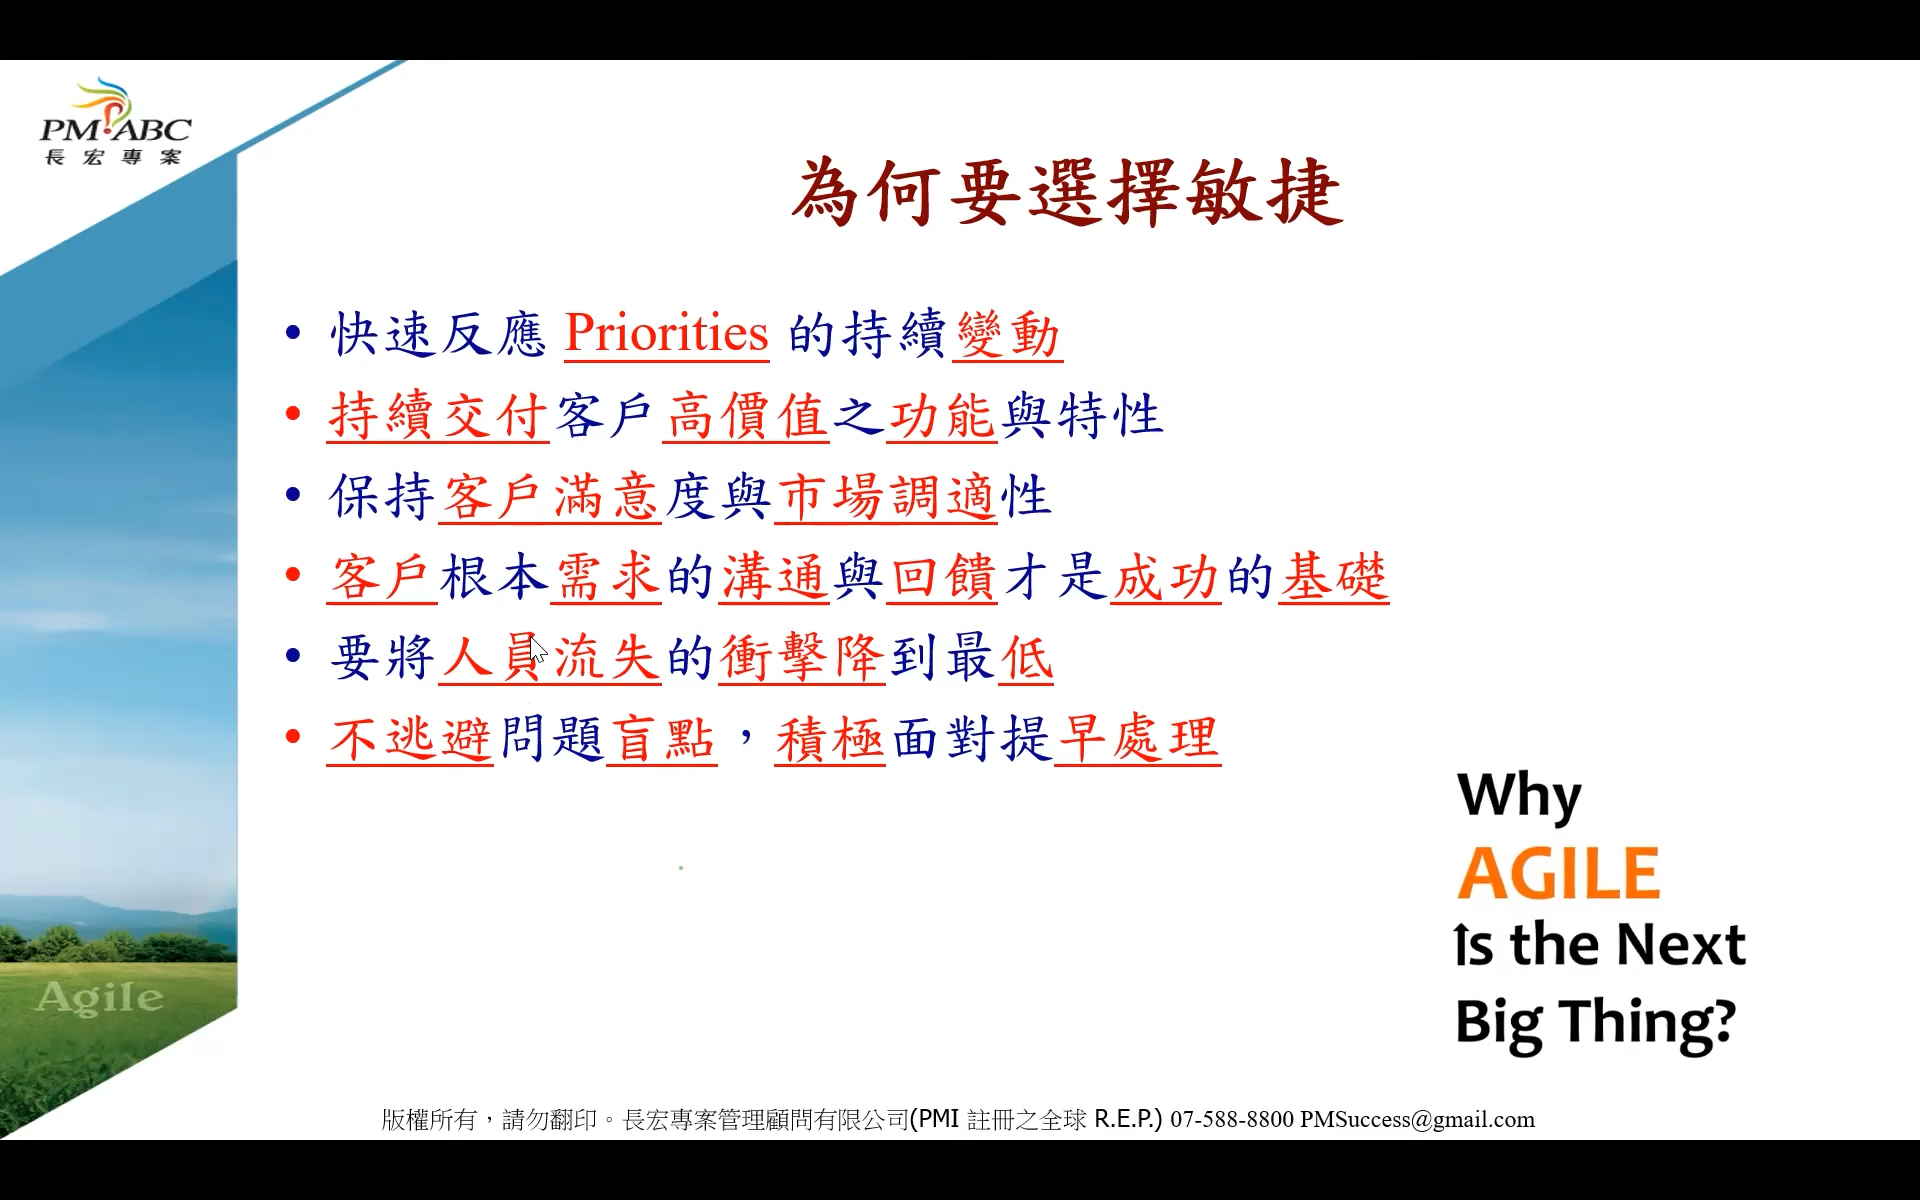 PM ABC
長宏專案
為何要選擇敏捷
• 快速反應 Priorities 的持續變動
• 持續交付客戶高價值之功能與特性
• 保持客戶滿意度與市場調適性
• 客戶根本需求的溝通與回饋才是成功的基礎
• 要將人員流失的衝擊降到最低
• 不逃避問題盲點，積極面對提早處理
Why
AGILE
Is the Next
Big Thing?
Agile
版權所有，請勿翻印。長宏專案管理顧問有限公司(PMI 註冊之全球 R.E.P.) 07-588-8800 PMSuccess@gmail.com